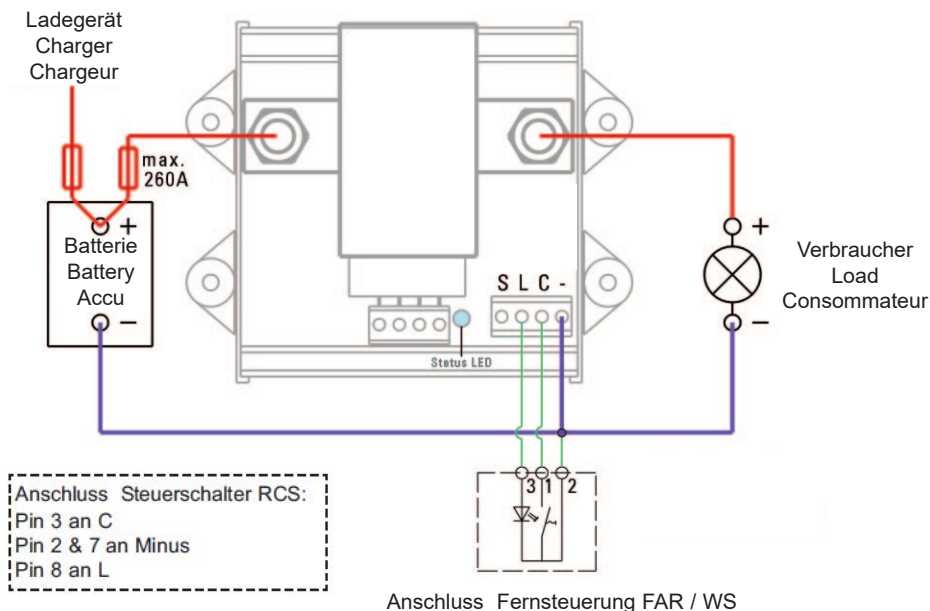 Ladegerät
Charger
Chargeur
max.
260A
+
Batterie
Battery
Accu
−
S L C -
Stetus LED
+
Verbraucher
Load
Consommateur
−
3 1 2
Anschluss Steuerschalter RCS:
Pin 3 an C
Pin 2 & 7 an Minus
Pin 8 an L
Anschluss Fernsteuerung FAR / WS